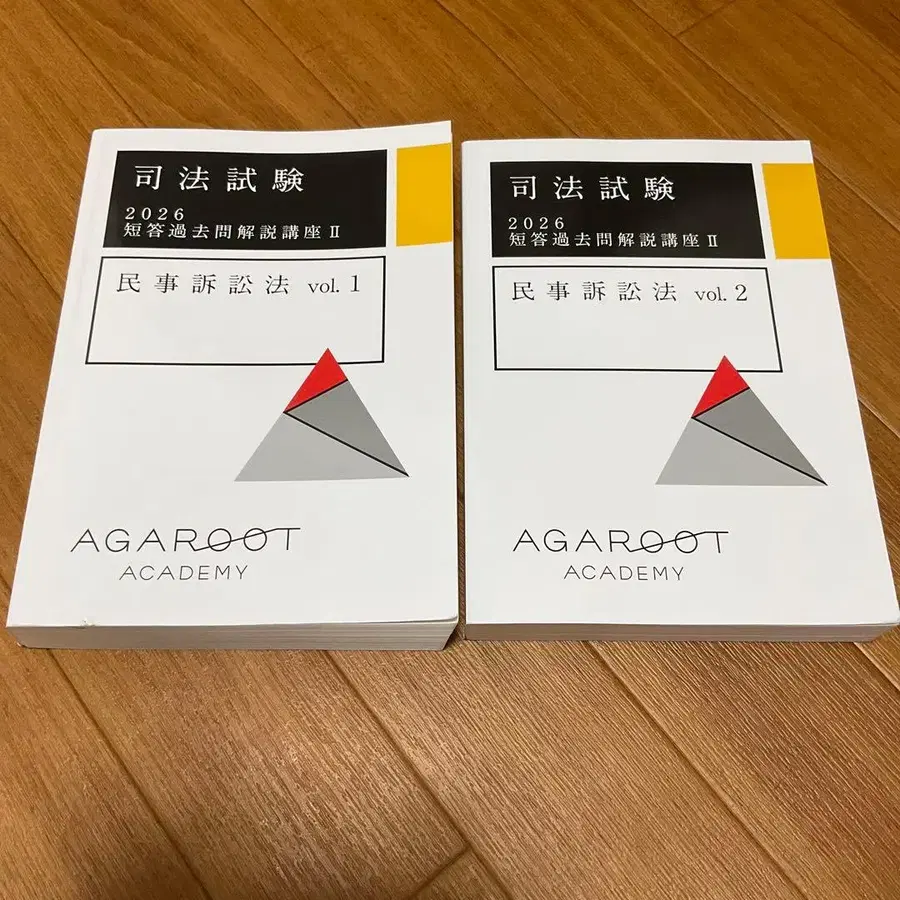 司法試験
2026
短答過去問解説講座Ⅱ
民事訴訟法 vol. 1
AGAROOT
ACADEMY
司法試験
2026
短答過去問解説講座Ⅱ
民事訴訟法 vol. 2
AGAROOT
ACADEMY